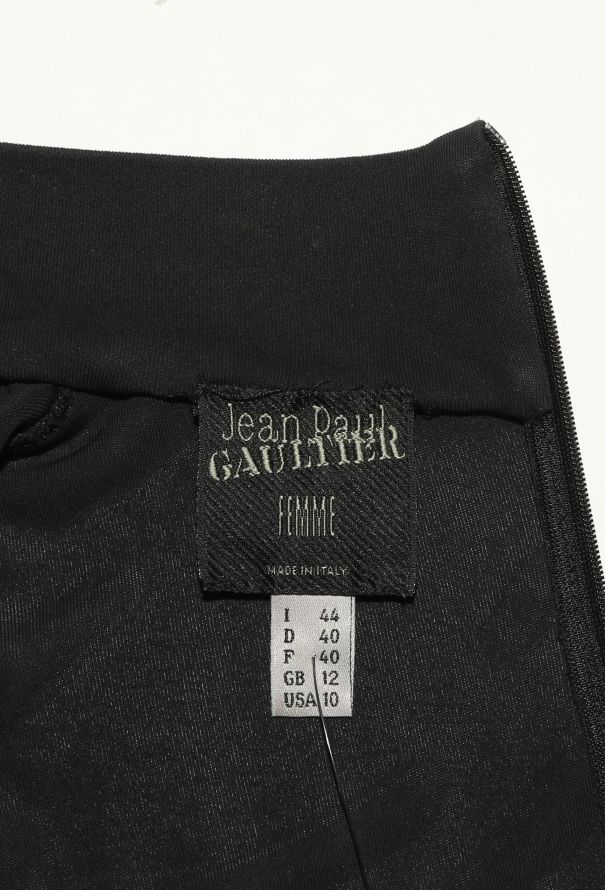 Jean Paul
GAULTIER
FEMME
MADE IN ITALY
I 44
D 40
F 40
GB 12
USA 10